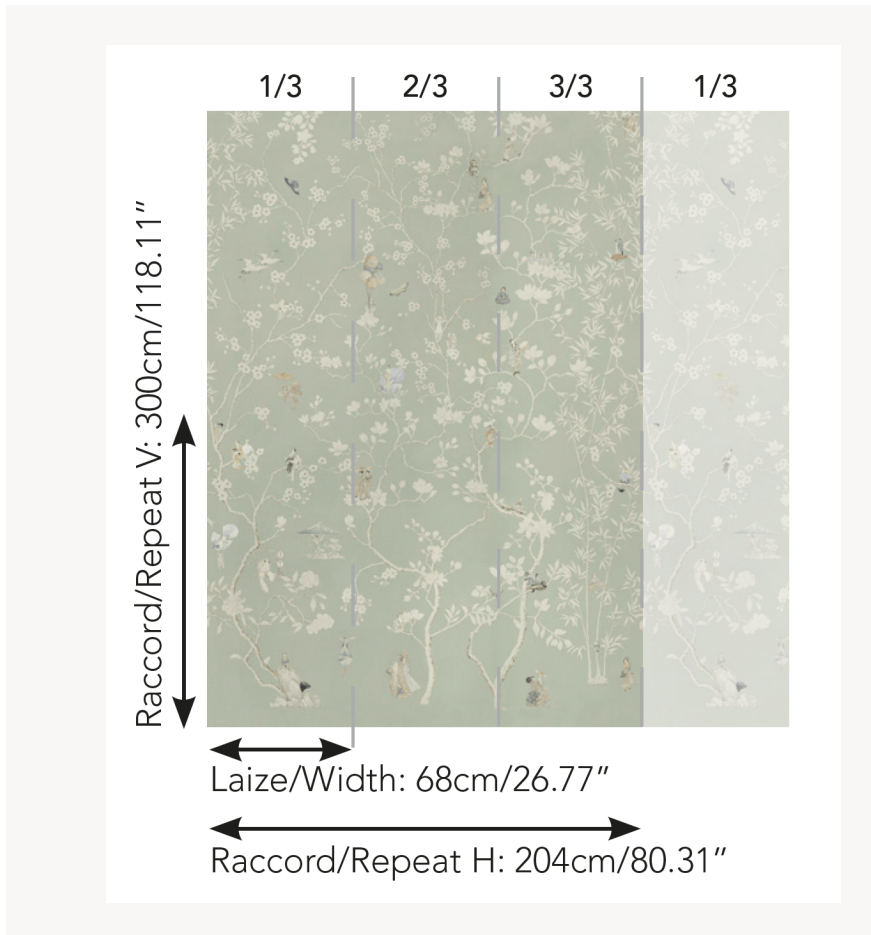 1/3 2/3 3/3 1/3
Raccord/Repeat V: 300cm/118.11”
Laize/Width: 68cm/26.77”
Raccord/Repeat H: 204cm/80.31”